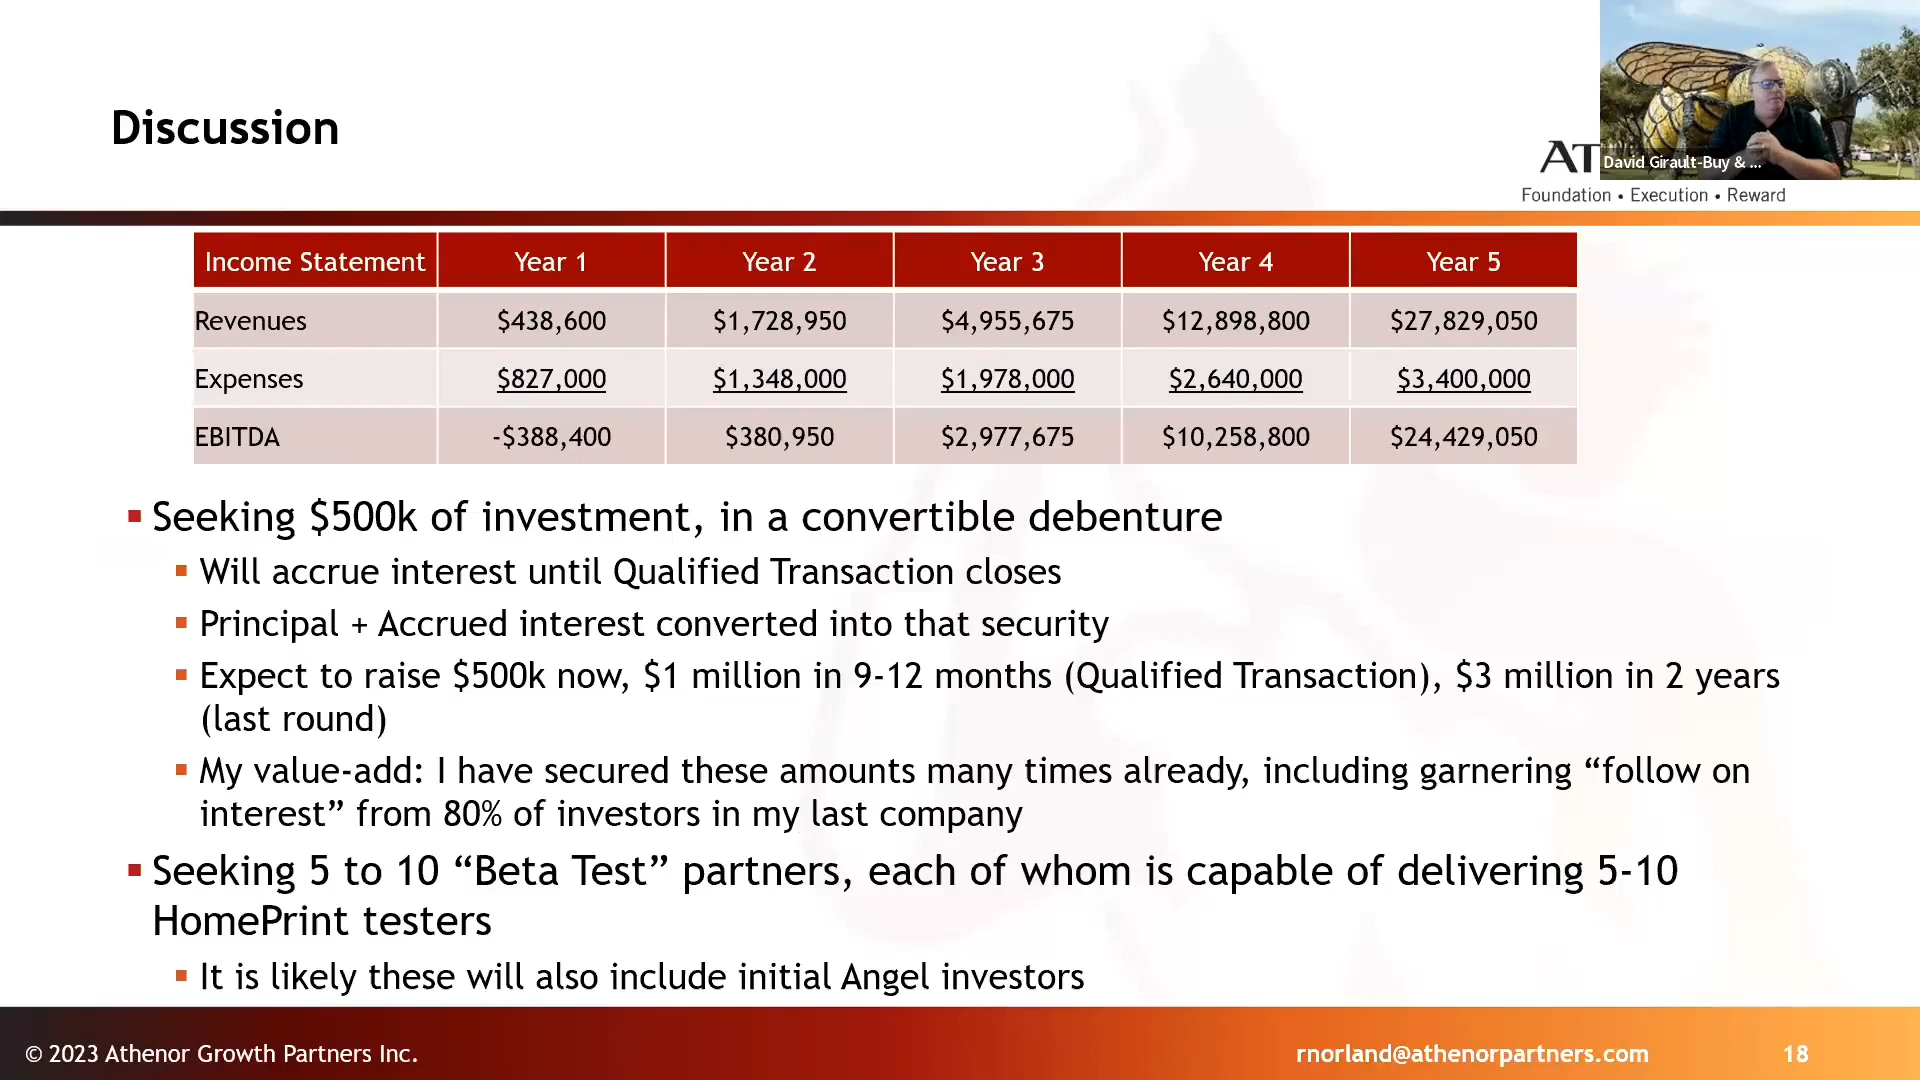 Discussion
AT
David Girault-Buy & ...
Foundation • Execution • Reward
Income Statement Year 1 Year 2 Year 3 Year 4 Year 5
Revenues $438,600 $1,728,950 $4,955,675 $12,898,800 $27,829,050
Expenses $827,000 $1,348,000 $1,978,000 $2,640,000 $3,400,000
EBITDA -$388,400 $380,950 $2,977,675 $10,258,800 $24,429,050
Seeking $500k of investment, in a convertible debenture
Will accrue interest until Qualified Transaction closes
Principal + Accrued interest converted into that security
Expect to raise $500k now, $1 million in 9-12 months (Qualified Transaction), $3 million in 2 years
(last round)
My value-add: I have secured these amounts many times already, including garnering “follow on
interest” from 80% of investors in my last company
Seeking 5 to 10 “Beta Test” partners, each of whom is capable of delivering 5-10
HomePrint testers
It is likely these will also include initial Angel investors
© 2023 Athenor Growth Partners Inc.
rnorland@athenorpartners.com
18